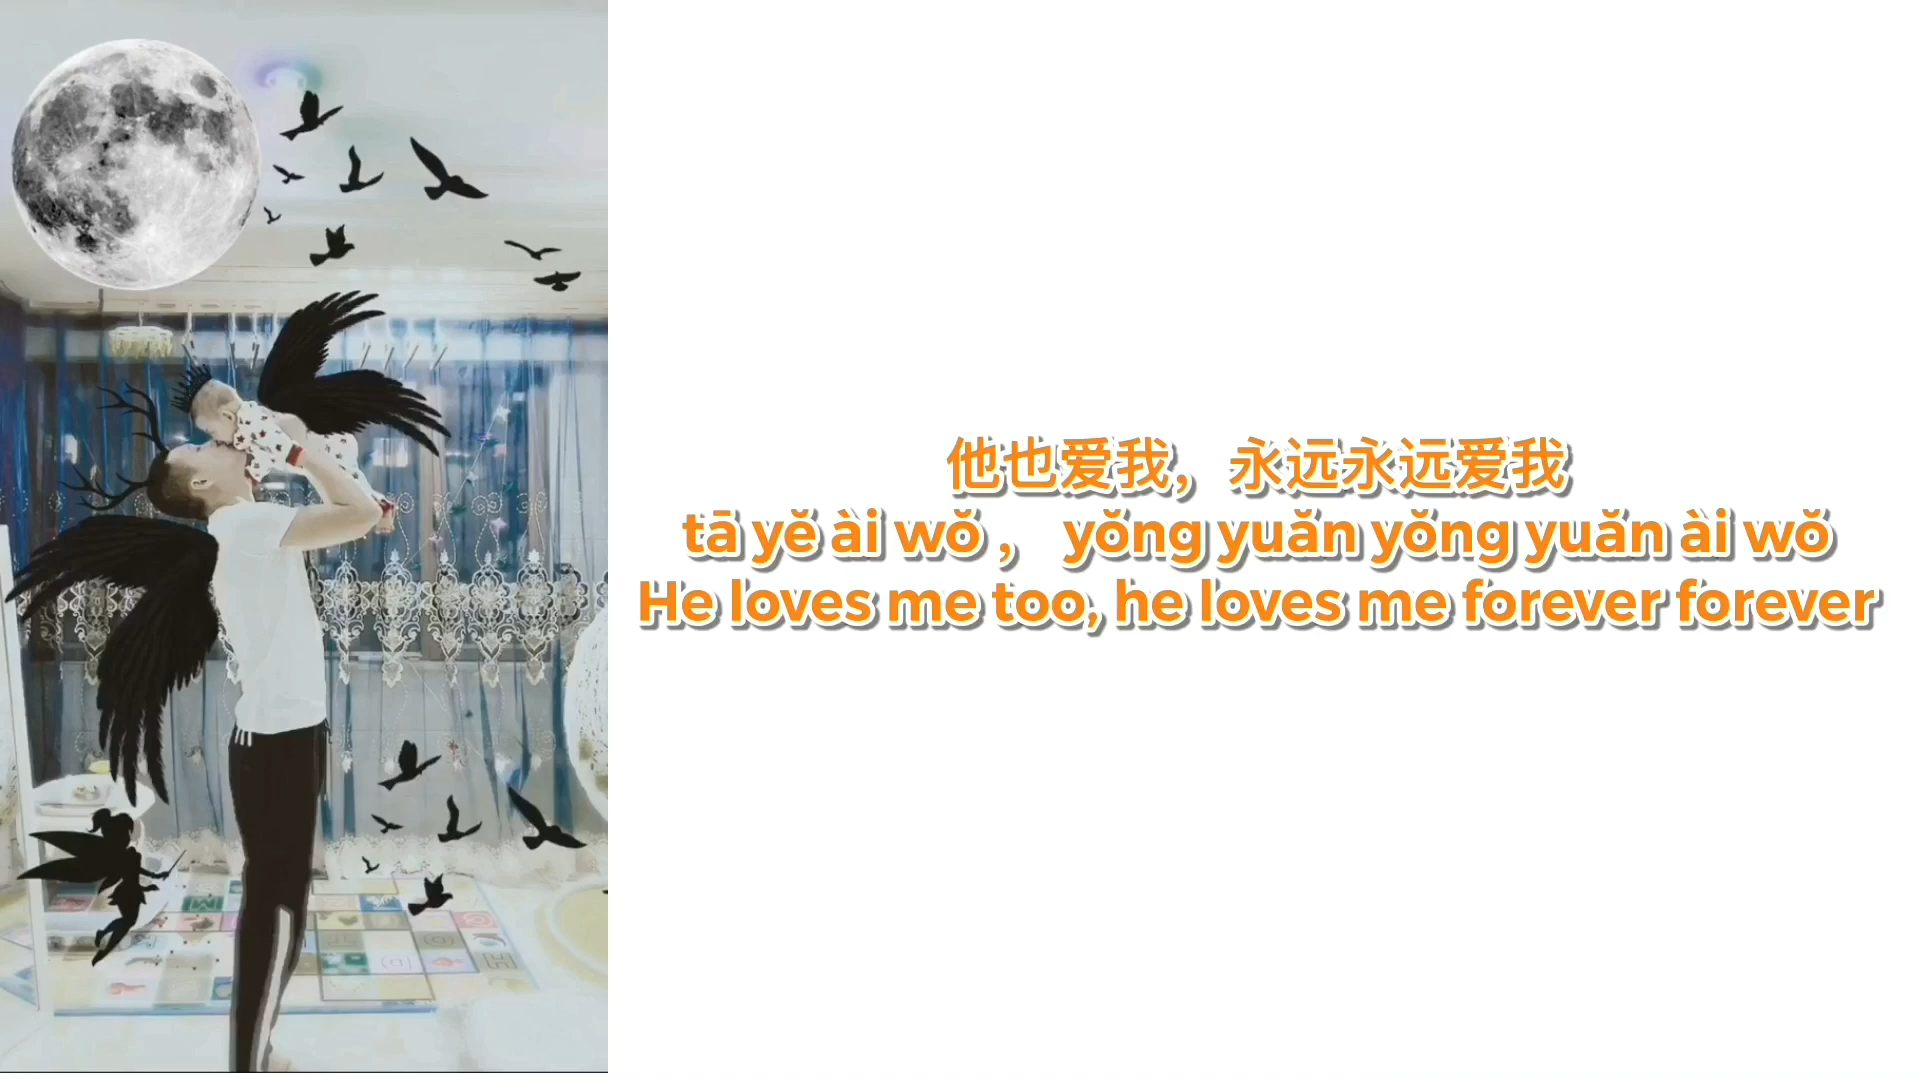 他也爱我，永远永远爱我
tā yě ài wǒ ,  yǒng yuǎn yǒng yuǎn ài wǒ
He loves me too, he loves me forever forever